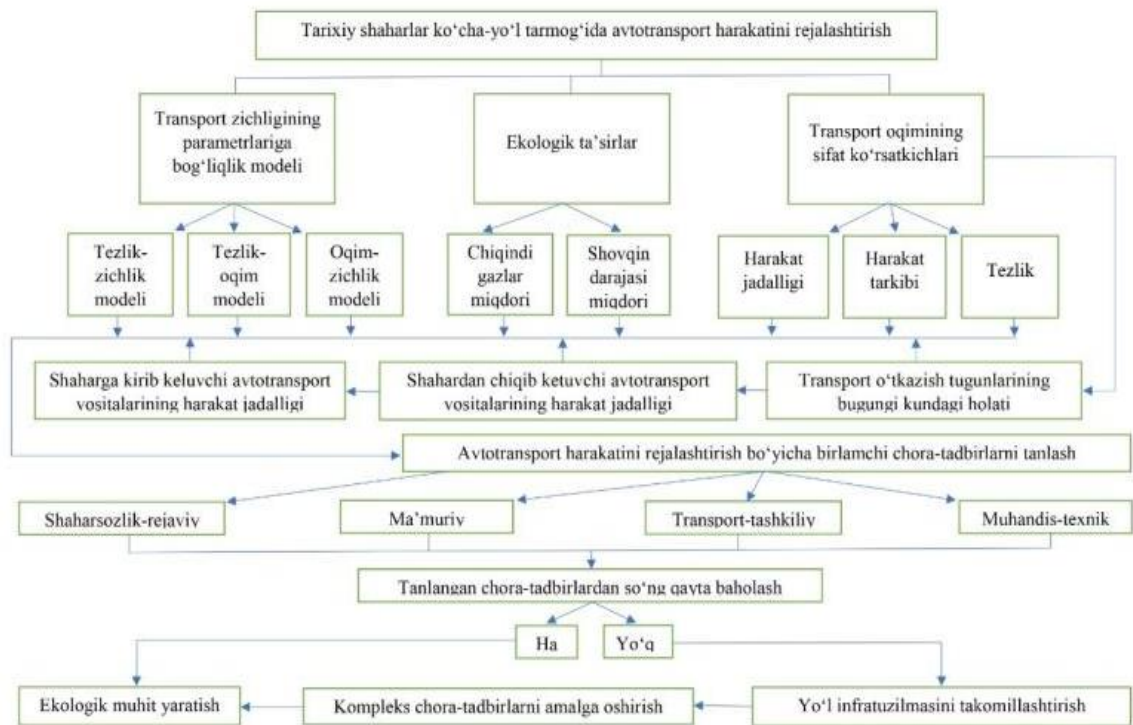 Tarixiy shaharlar ko‘cha-yo‘l tarmog‘ida avtotransport harakatini rejalashtirish
Transport zichligining
parametrlariga
bog‘liqlik modeli
Ekologik ta’sirlar
Transport oqimining
sifat ko‘rsatkichlari
Tezlik-
zichlik
modeli
Tezlik-
oqim
modeli
Oqim-
zichlik
modeli
Chiqindi
gazlar
miqdori
Shovqin
darajasi
miqdori
Harakat
jadalligi
Harakat
tarkibi
Tezlik
Shaharga kirib keluvchi avtotransport
vositalarining harakat jadalligi
Shahardan chiqib ketuvchi avtotransport
vositalarining harakat jadalligi
Transport o‘tkazish tugunlarining
bugungi kundagi holati
Avtotransport harakatini rejalashtirish bo‘yicha birlamchi chora-tadbirlarni tanlash
Shaharsozlik-rejaviy
Ma’muriy
Transport-tashkiliy
Muhandis-texnik
Tanlangan chora-tadbirlardan so‘ng qayta baholash
Ha
Yo‘q
Ekologik muhit yaratish
Kompleks chora-tadbirlarni amalga oshirish
Yo‘l infratuzilmasini takomillashtirish